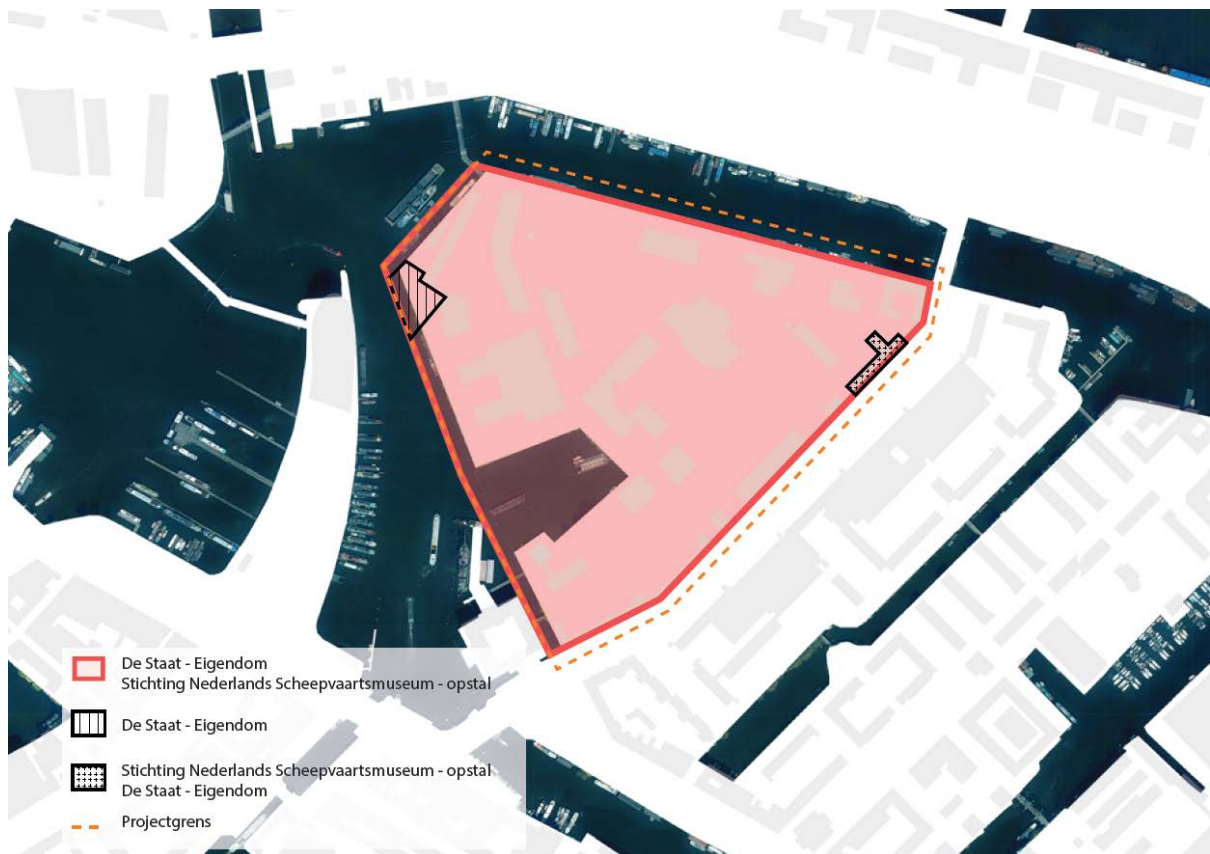 De Staat - Eigendom
Stichting Nederlands Scheepvaartsmuseum - opstal
De Staat - Eigendom
Stichting Nederlands Scheepvaartsmuseum - opstal
De Staat - Eigendom
Projectgrens